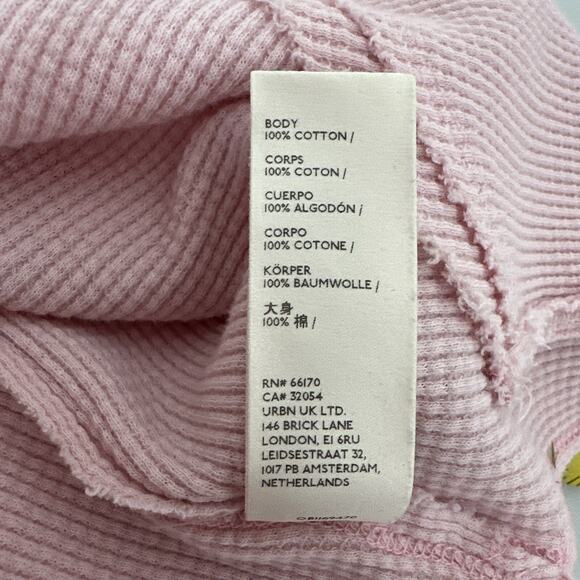 BODY
100% COTTON /
CORPS
100% COTON /
CUERPO
100% ALGODÓN /
CORPO
100% COTONE /
KÖRPER
100% BAUMWOLLE /
大身
100% 棉 /
RN# 66170
CA# 32054
URBN UK LTD.
146 BRICK LANE
LONDON, E1 6RU
LEIDSESTRAAT 32,
1017 PB AMSTERDAM,
NETHERLANDS